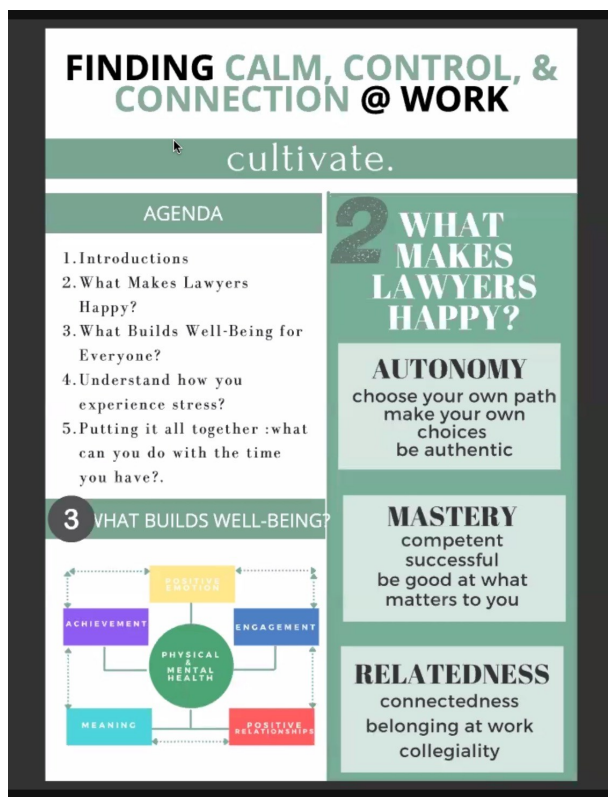 FINDING CALM, CONTROL, &
CONNECTION @ WORK
cultivate.
AGENDA
1. Introductions
2. What Makes Lawyers
Happy?
3. What Builds Well-Being for
Everyone?
4. Understand how you
experience stress?
5. Putting it all together :what
can you do with the time
you have?.
3 WHAT BUILDS WELL-BEING?
POSITIVE
EMOTION
ACHIEVEMENT
ENGAGEMENT
PHYSICAL
&
MENTAL
HEALTH
MEANING
POSITIVE
RELATIONSHIPS
2 WHAT
MAKES
LAWYERS
HAPPY?
AUTONOMY
choose your own path
make your own
choices
be authentic
MASTERY
competent
successful
be good at what
matters to you
RELATEDNESS
connectedness
belonging at work
collegiality